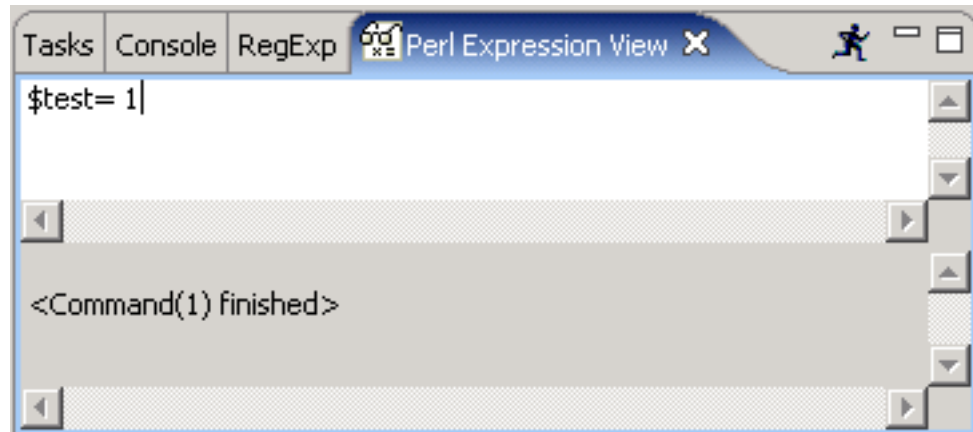 Tasks Console RegExp Perl Expression View
$test= 1
<Command(1) finished>